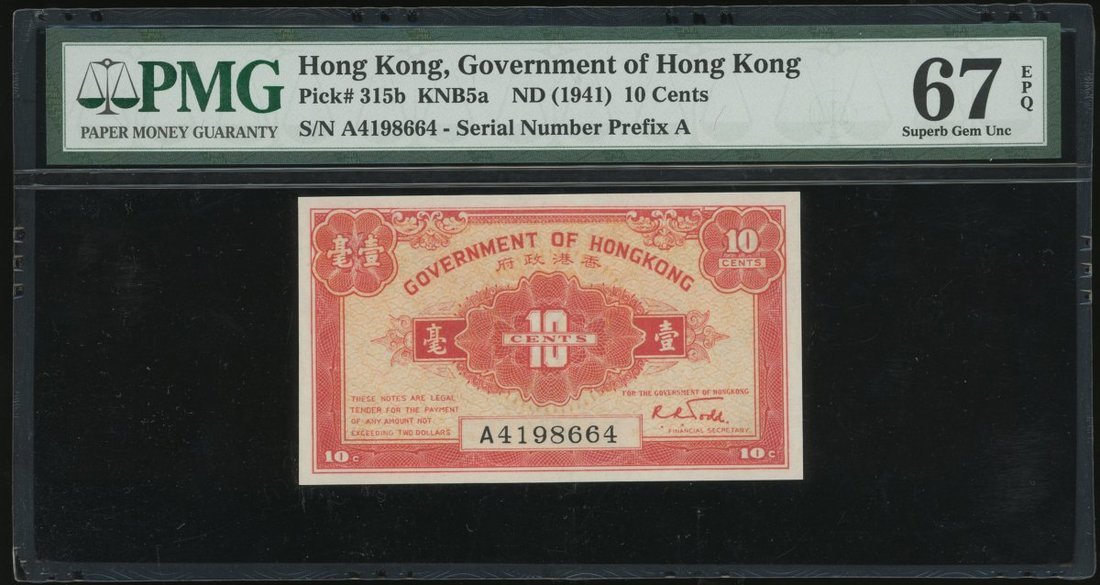 PMG
PAPER MONEY GUARANTY
Hong Kong, Government of Hong Kong
Pick# 315b KNB5a ND (1941) 10 Cents
S/N A4198664 - Serial Number Prefix A
67
EPQ
Superb Gem Unc
毫壹
10
CENTS
GOVERNMENT OF HONGKONG
府政港香
毫
10
CENTS
壹
THESE NOTES ARE LEGAL
TENDER FOR THE PAYMENT
OF ANY AMOUNT NOT
EXCEEDING TWO DOLLARS
FOR THE GOVERNMENT OF HONGKONG
R R Todd.
FINANCIAL SECRETARY.
A4198664
10 C
10 C